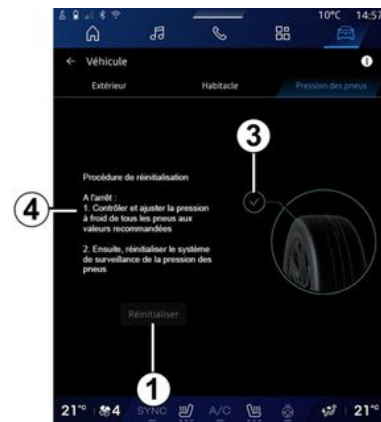 10°C 14:57
← Véhicule
Extérieur Habitacle Pression des pneus
3
Procédure de réinitialisation
A l'arrêt :
1. Contrôler et ajuster la pression
à froid de tous les pneus aux
valeurs recommandées
4
2. Ensuite, réinitialiser le système
de surveillance de la pression des
pneus
Réinitialiser
1
21°C 4 SYNC A/C 21°C